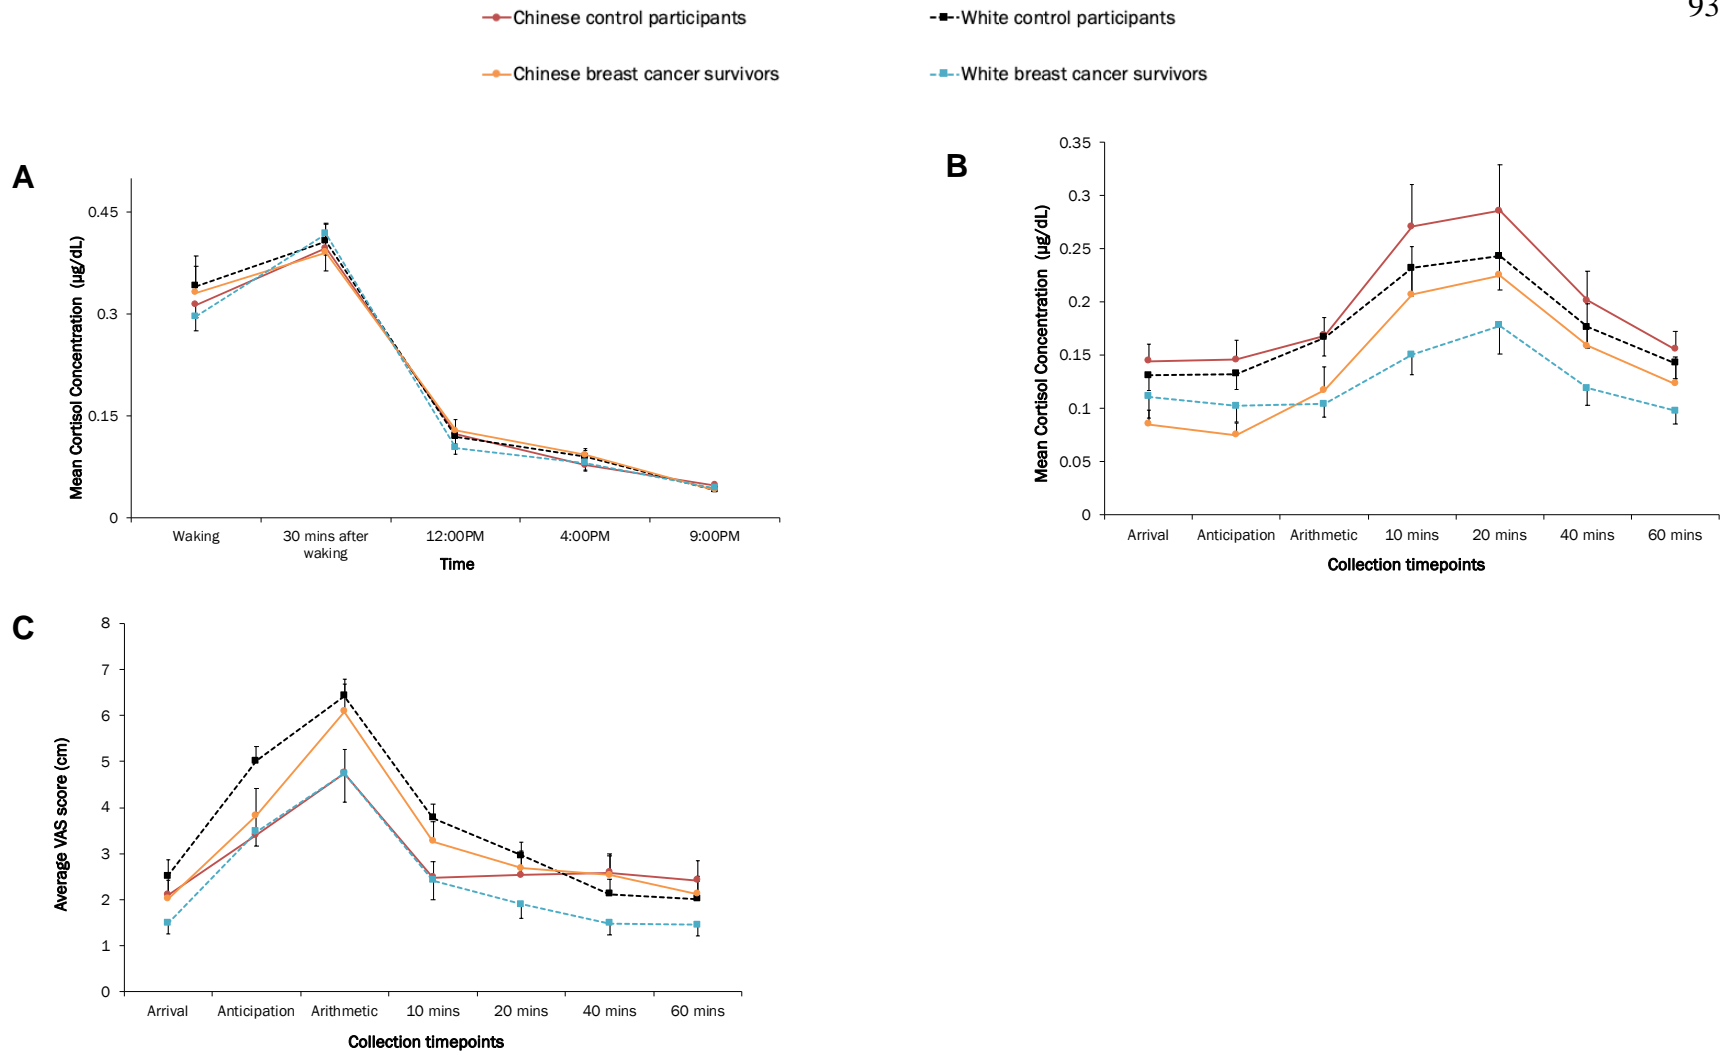 93
Chinese control participants
White control participants
Chinese breast cancer survivors
White breast cancer survivors
A
Mean Cortisol Concentration (µg/dL)
0.45
0.3
0.15
0
Waking
30 mins after
waking
12:00PM
4:00PM
9:00PM
Time
B
Mean Cortisol Concentration (µg/dL)
0.35
0.3
0.25
0.2
0.15
0.1
0.05
0
Arrival
Anticipation
Arithmetic
10 mins
20 mins
40 mins
60 mins
Collection timepoints
C
Average VAS score (cm)
8
7
6
5
4
3
2
1
0
Arrival
Anticipation
Arithmetic
10 mins
20 mins
40 mins
60 mins
Collection timepoints